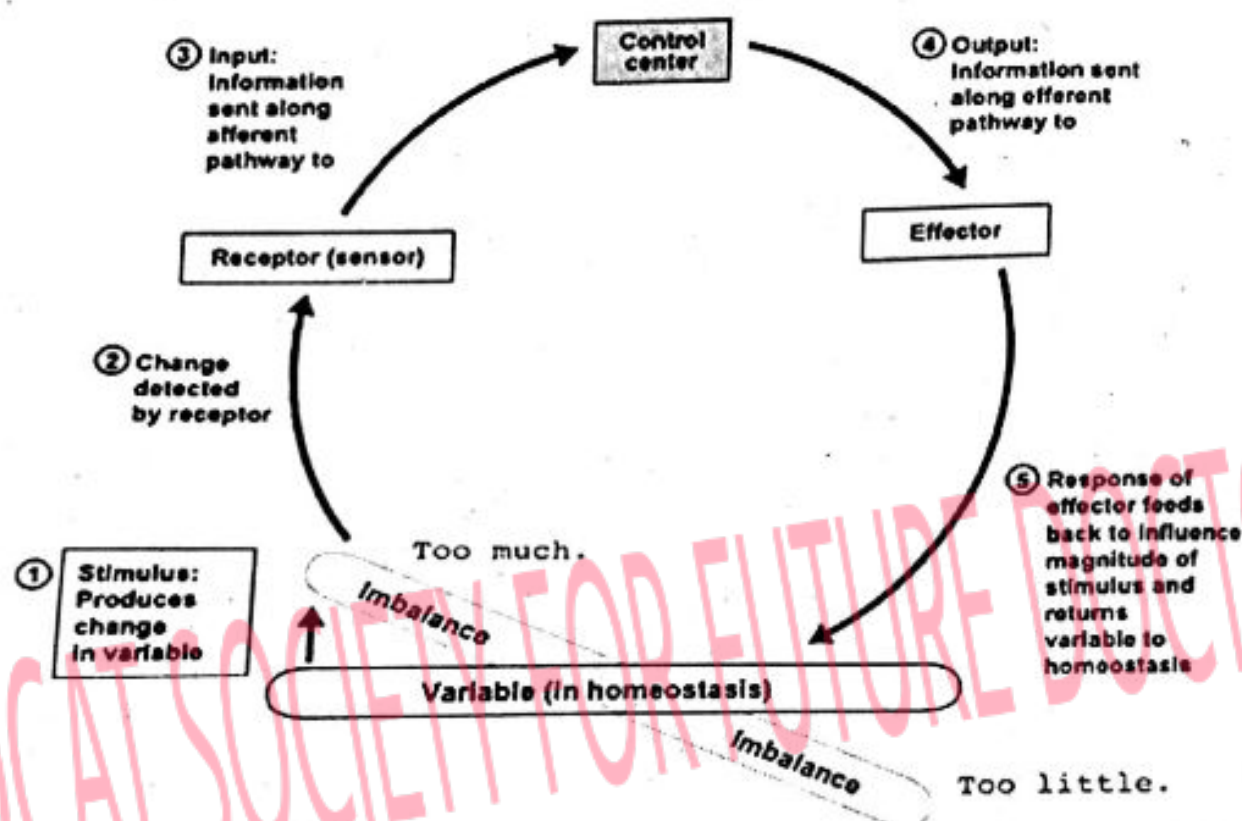 ③ Input:
Information
sent along
afferent
pathway to
Control
center
④ Output:
Information sent
along efferent
pathway to
Receptor (sensor)
Effector
② Change
detected
by receptor
⑤ Response of
effector feeds
back to influence
magnitude of
stimulus and
returns
variable to
homeostasis
① Stimulus:
Produces
change
in variable
Too much.
Imbalance
Variable (in homeostasis)
Imbalance
Too little.
SOCIETY FOR FUTURE